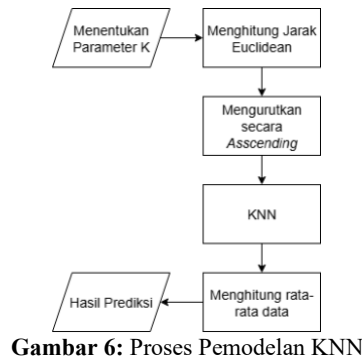 Menentukan
Parameter K
Menghitung Jarak
Euclidean
Mengurutkan
secara
Asscending
KNN
Menghitung rata-
rata data
Hasil Prediksi
Gambar 6: Proses Pemodelan KNN